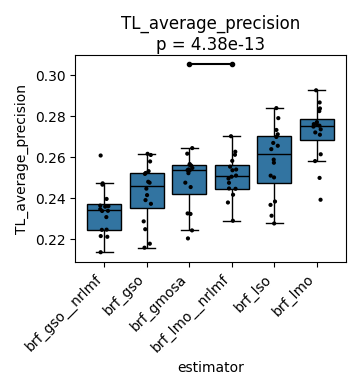 TL_average_precision
p = 4.38e-13
TL_average_precision
0.30
0.28
0.26
0.24
0.22
brf_gso__nrlmf
brf_gso
brf_gmosa
brf_lmo__nrlmf
brf_lso
brf_lmo
estimator